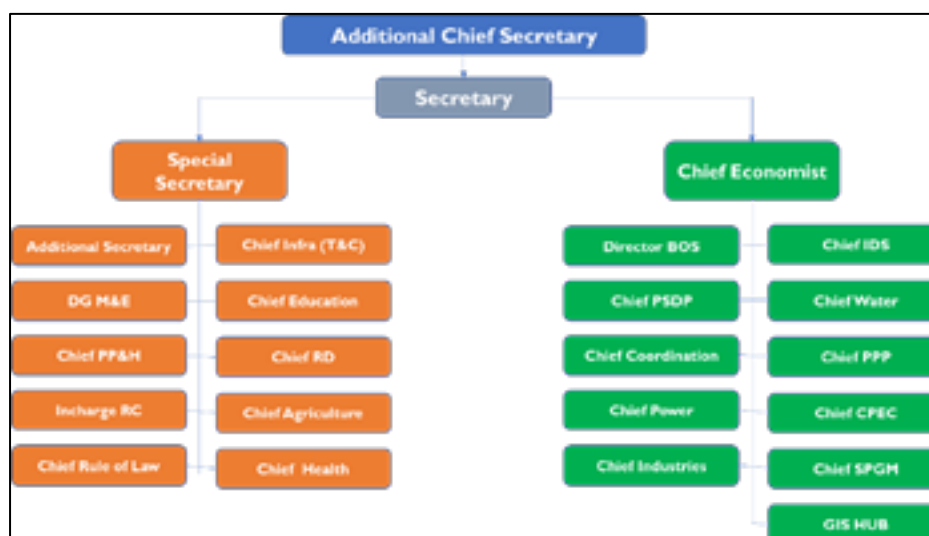 Additional Chief Secretary
Secretary
Special
Secretary
Chief Economist
Additional Secretary
Chief Infra (T&C)
Director BOS
Chief IDS
DG M&E
Chief Education
Chief PSDP
Chief Water
Chief PP&H
Chief RD
Chief Coordination
Chief PPP
Incharge RC
Chief Agriculture
Chief Power
Chief CPEC
Chief Rule of Law
Chief Health
Chief Industries
Chief SPGM
GIS HUB